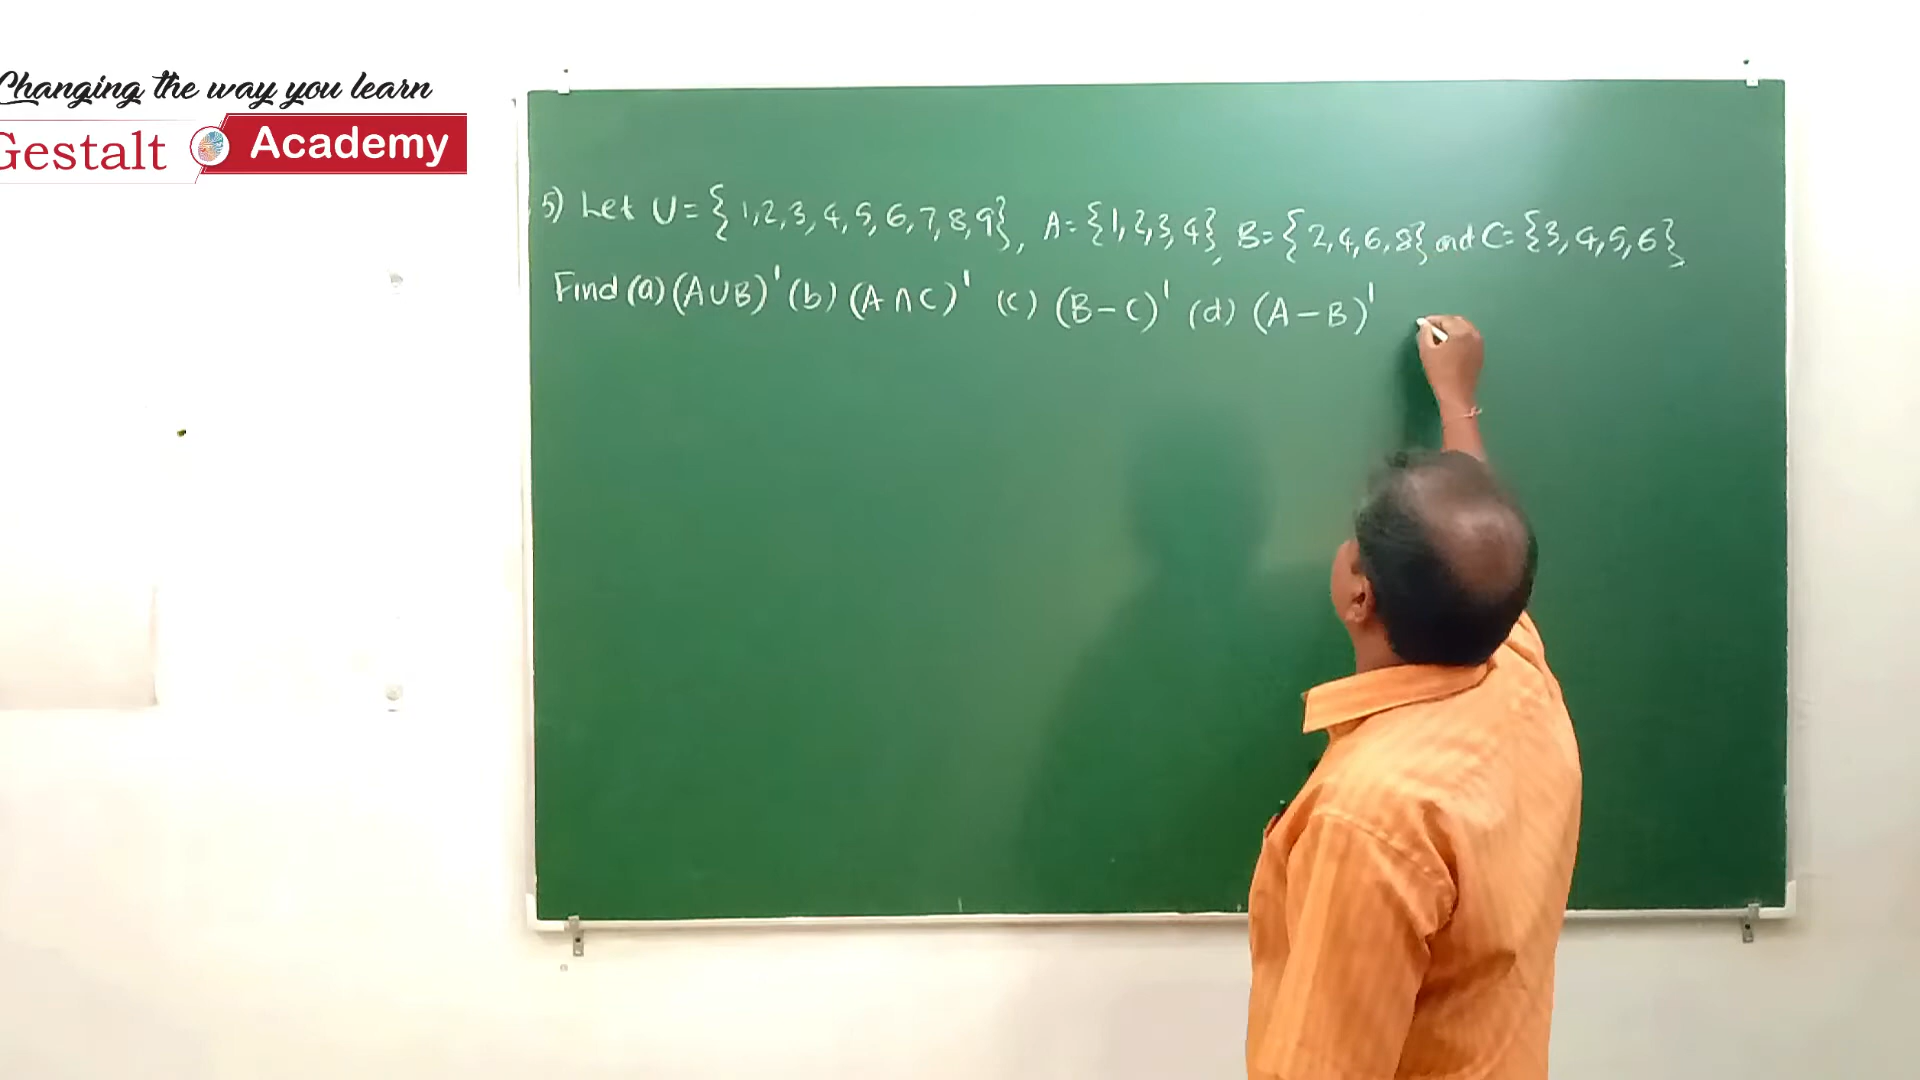 Changing the way you learn
Gestalt Academy
5) Let U = {1,2,3,4,5,6,7,8,9}, A={1,2,3,4}, B={2,4,6,8} and C={3,4,5,6}
Find (a) (A∪B)' (b) (A∩C)' (c) (B-C)' (d) (A-B)'